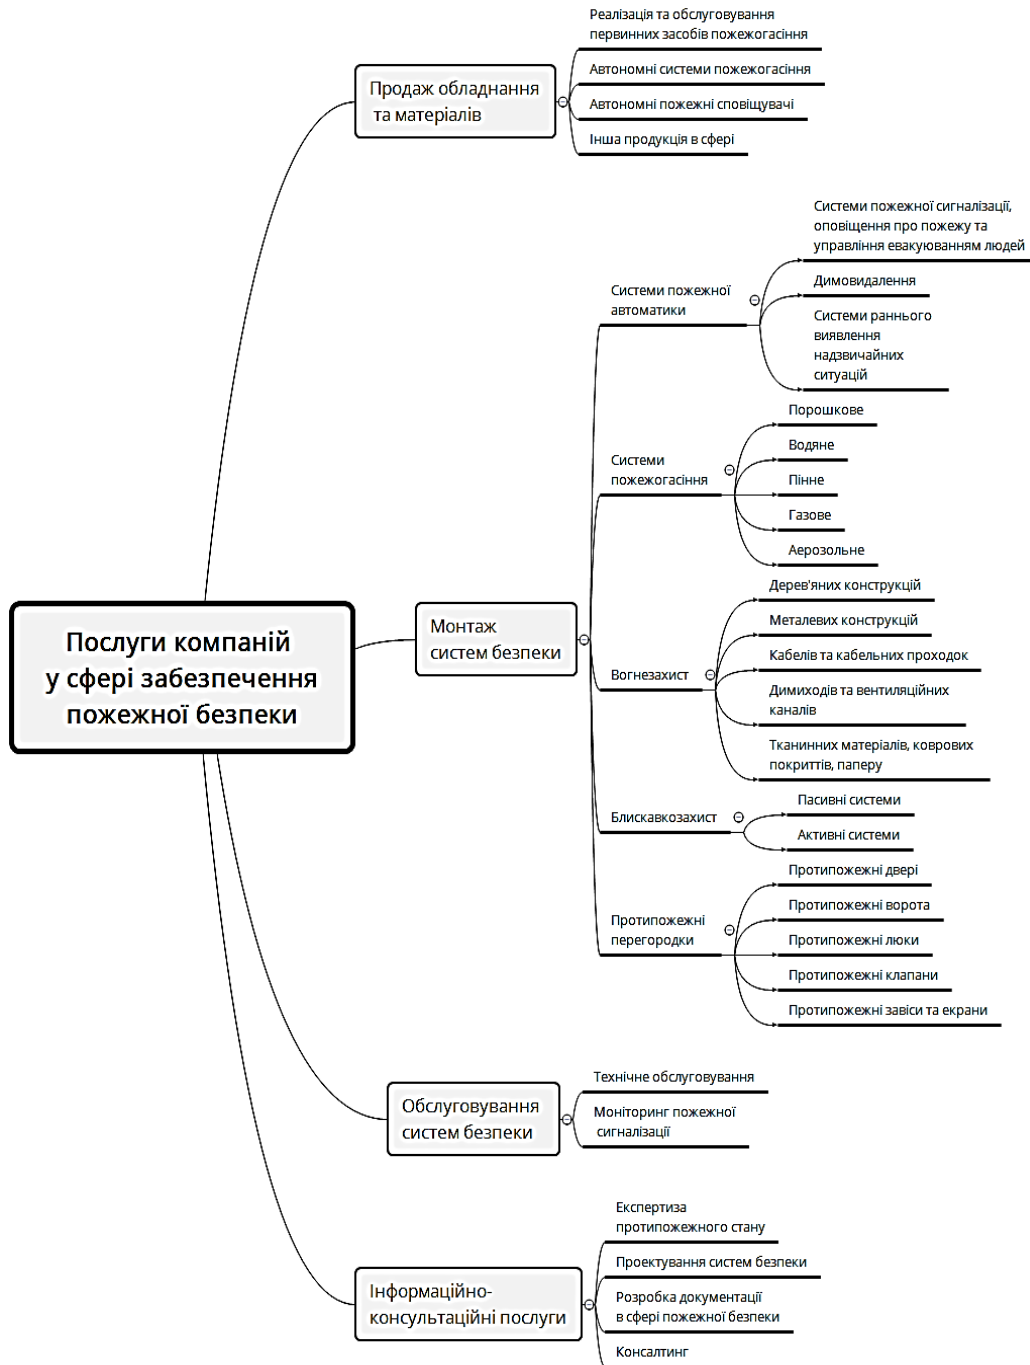 Реалізація та обслуговування
первинних засобів пожежогасіння
Продаж обладнання
та матеріалів
Автономні системи пожежогасіння
Автономні пожежні сповіщувачі
Інша продукція в сфері
Системи пожежної сигналізації,
оповіщення про пожежу та
управління евакуюванням людей
Системи пожежної
автоматики
Димовидалення
Системи раннього
виявлення
надзвичайних
ситуацій
Порошкове
Водяне
Системи
пожежогасіння
Пінне
Газове
Аерозольне
Послуги компаній
у сфері забезпечення
пожежної безпеки
Монтаж
систем безпеки
Дерев'яних конструкцій
Металевих конструкцій
Кабелів та кабельних проходок
Вогнезахист
Димиходів та вентиляційних
каналів
Тканинних матеріалів, коврових
покриттів, паперу
Пасивні системи
Блискавкозахист
Активні системи
Протипожежні двері
Протипожежні ворота
Протипожежні
перегородки
Протипожежні люки
Протипожежні клапани
Протипожежні завіси та екрани
Обслуговування
систем безпеки
Технічне обслуговування
Моніторинг пожежної
сигналізації
Експертиза
протипожежного стану
Проектування систем безпеки
Інформаційно-
консультаційні послуги
Розробка документації
в сфері пожежної безпеки
Консалтинг